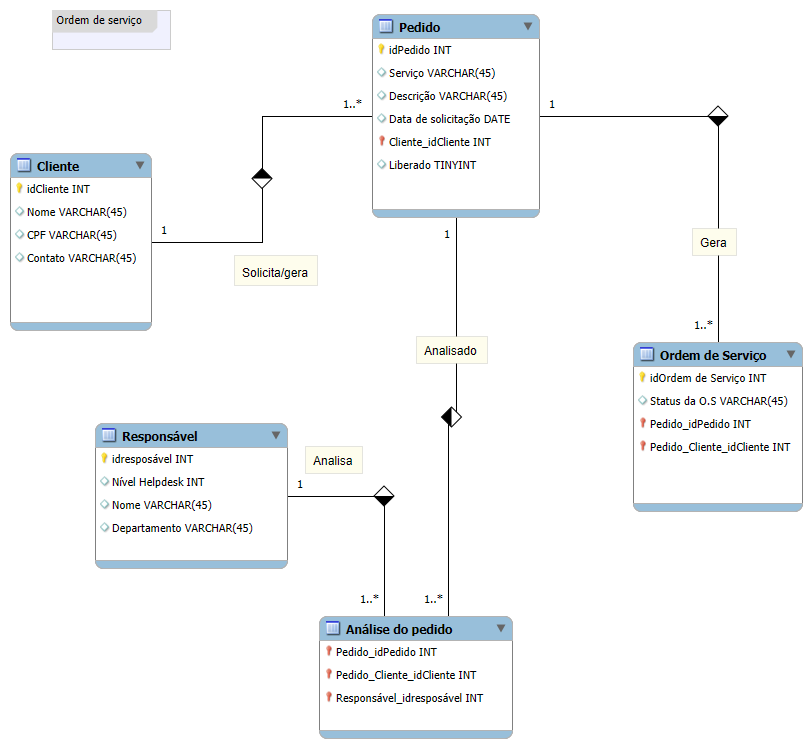 Ordem de serviço
Pedido
idPedido INT
Serviço VARCHAR(45)
Descrição VARCHAR(45)
Data de solicitação DATE
Cliente_idCliente INT
Liberado TINYINT
1..*
1
Cliente
idCliente INT
Nome VARCHAR(45)
CPF VARCHAR(45)
Contato VARCHAR(45)
1
Solicita/gera
1
Gera
Analisado
1..*
Ordem de Serviço
idOrdem de Serviço INT
Status da O.S VARCHAR(45)
Pedido_idPedido INT
Pedido_Cliente_idCliente INT
Responsável
idresposável INT
Nível Helpdesk INT
Nome VARCHAR(45)
Departamento VARCHAR(45)
Analisa
1
1..*
1..*
Análise do pedido
Pedido_idPedido INT
Pedido_Cliente_idCliente INT
Responsável_idresposável INT